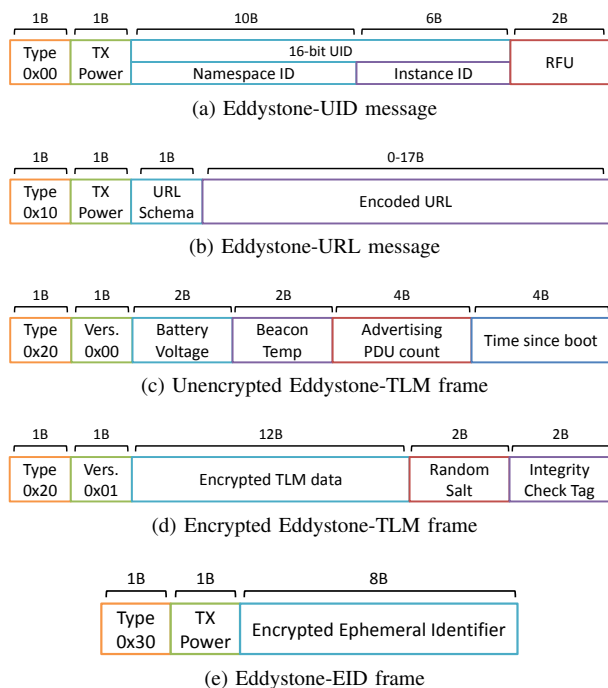 1B 1B 10B 6B 2B
Type 0x00 TX Power 16-bit UID Namespace ID Instance ID RFU
(a) Eddystone-UID message
1B 1B 1B 0-17B
Type 0x10 TX Power URL Schema Encoded URL
(b) Eddystone-URL message
1B 1B 2B 2B 4B 4B
Type 0x20 Vers. 0x00 Battery Voltage Beacon Temp Advertising PDU count Time since boot
(c) Unencrypted Eddystone-TLM frame
1B 1B 12B 2B 2B
Type 0x20 Vers. 0x01 Encrypted TLM data Random Salt Integrity Check Tag
(d) Encrypted Eddystone-TLM frame
1B 1B 8B
Type 0x30 TX Power Encrypted Ephemeral Identifier
(e) Eddystone-EID frame